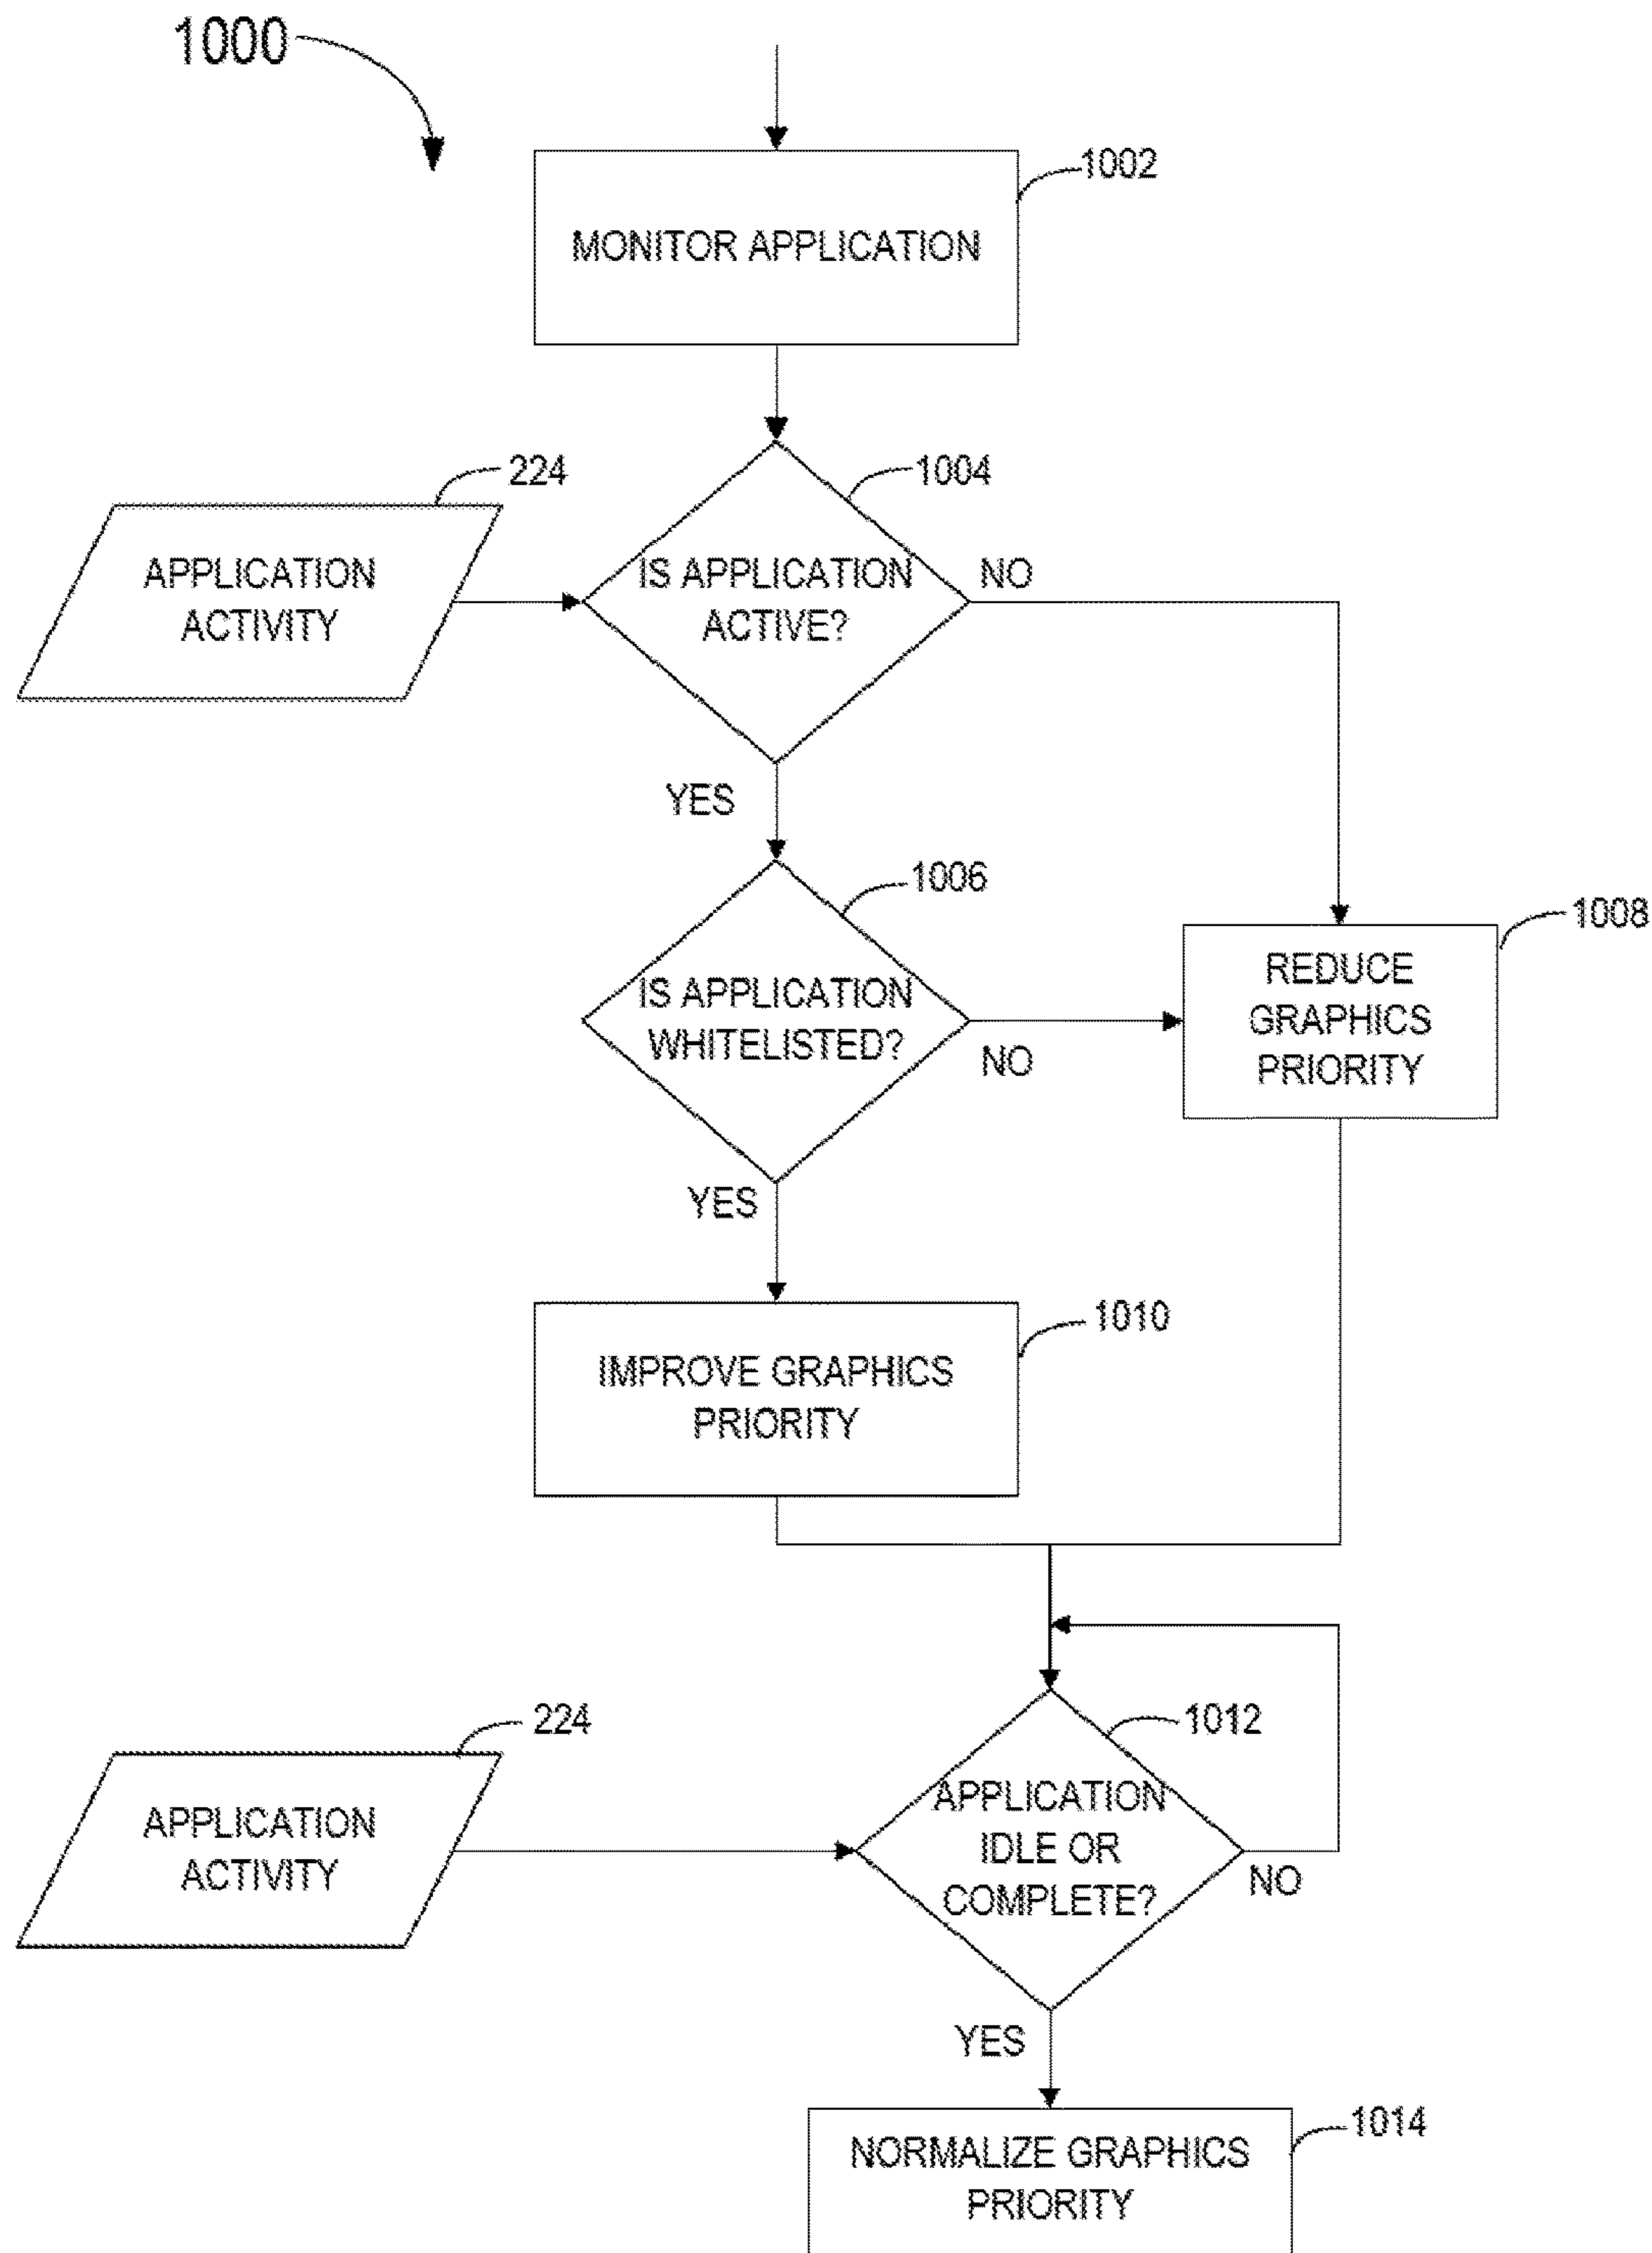 1000
1002
MONITOR APPLICATION
224
1004
APPLICATION
ACTIVITY
IS APPLICATION
ACTIVE?
NO
YES
1006
1008
IS APPLICATION
WHITELISTED?
NO
REDUCE
GRAPHICS
PRIORITY
YES
1010
IMPROVE GRAPHICS
PRIORITY
224
1012
APPLICATION
ACTIVITY
APPLICATION
IDLE OR
COMPLETE?
NO
YES
1014
NORMALIZE GRAPHICS
PRIORITY